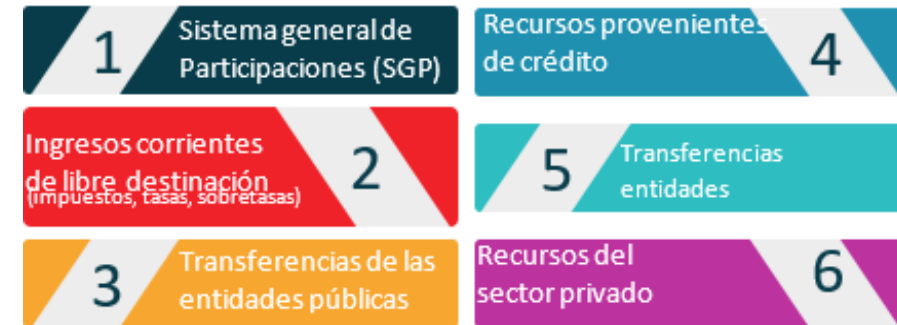 1
Sistema general de
Participaciones (SGP)
Ingresos corrientes
de libre destinación
(impuestos, tasas, sobretasas)
2
3
Transferencias de las
entidades públicas
Recursos provenientes
de crédito
4
5
Transferencias
entidades
Recursos del
sector privado
6